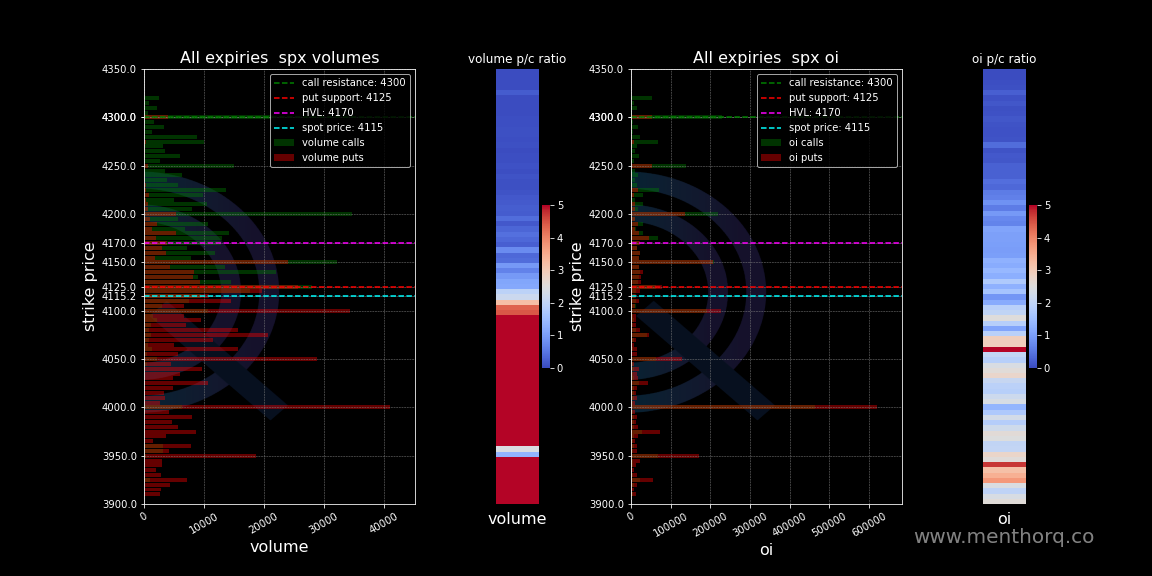 All expiries  spx volumes
volume p/c ratio
All expiries  spx oi
oi p/c ratio
4350.0
4300.0
4300.0
4250.0
4200.0
4170.0
4150.0
4125.0
4115.2
4100.0
4050.0
4000.0
3950.0
3900.0
strike price
call resistance: 4300
put support: 4125
HVL: 4170
spot price: 4115
volume calls
volume puts
0
10000
20000
30000
40000
volume
5
4
3
2
1
0
volume
4350.0
4300.0
4250.0
4200.0
4170.0
4150.0
4125.0
4115.2
4100.0
4050.0
4000.0
3950.0
3900.0
strike price
call resistance: 4300
put support: 4125
HVL: 4170
spot price: 4115
oi calls
oi puts
0
100000
200000
300000
400000
500000
600000
oi
5
4
3
2
1
0
oi
www.menthorq.co